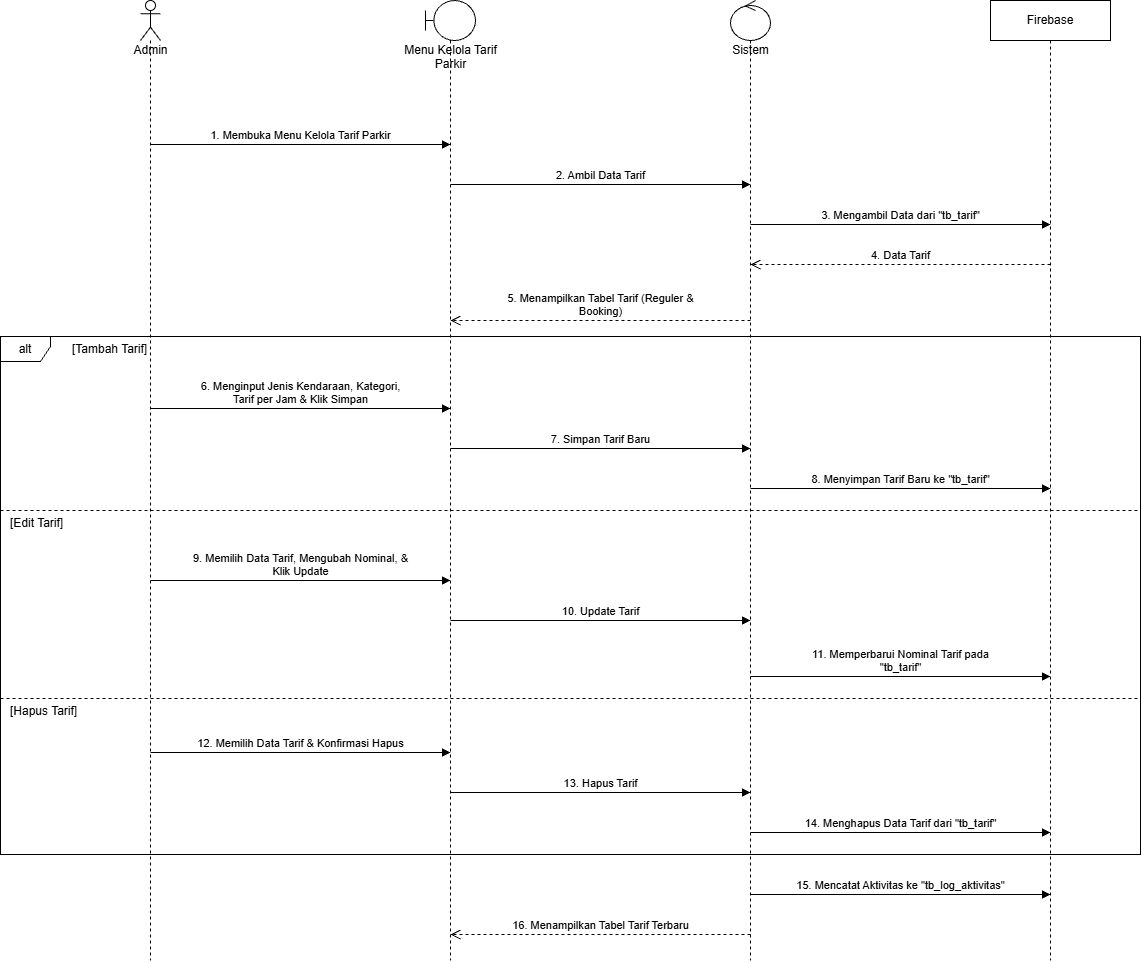 Admin
Menu Kelola Tarif
Parkir
Sistem
Firebase
1. Membuka Menu Kelola Tarif Parkir
2. Ambil Data Tarif
3. Mengambil Data dari "tb_tarif"
4. Data Tarif
5. Menampilkan Tabel Tarif (Reguler &
Booking)
alt
[Tambah Tarif]
6. Menginput Jenis Kendaraan, Kategori,
Tarif per Jam & Klik Simpan
7. Simpan Tarif Baru
8. Menyimpan Tarif Baru ke "tb_tarif"
[Edit Tarif]
9. Memilih Data Tarif, Mengubah Nominal, &
Klik Update
10. Update Tarif
11. Memperbarui Nominal Tarif pada
"tb_tarif"
[Hapus Tarif]
12. Memilih Data Tarif & Konfirmasi Hapus
13. Hapus Tarif
14. Menghapus Data Tarif dari "tb_tarif"
15. Mencatat Aktivitas ke "tb_log_aktivitas"
16. Menampilkan Tabel Tarif Terbaru